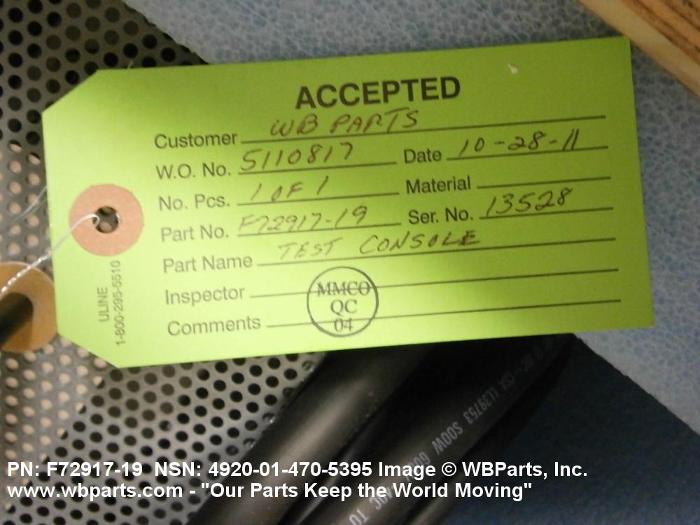 ACCEPTED
Customer WB PARTS
W.O. No. 5110817 Date 10-28-11
No. Pcs. 1 OF 1 Material
Part No. F72917-19 Ser. No. 13528
Part Name TEST CONSOLE
Inspector
Comments
MMCO
QC
04
ULINE
1-800-295-5510
LL39753 SOOW
PN: F72917-19 NSN: 4920-01-470-5395 Image © WBParts, Inc.
www.wbparts.com - "Our Parts Keep the World Moving"